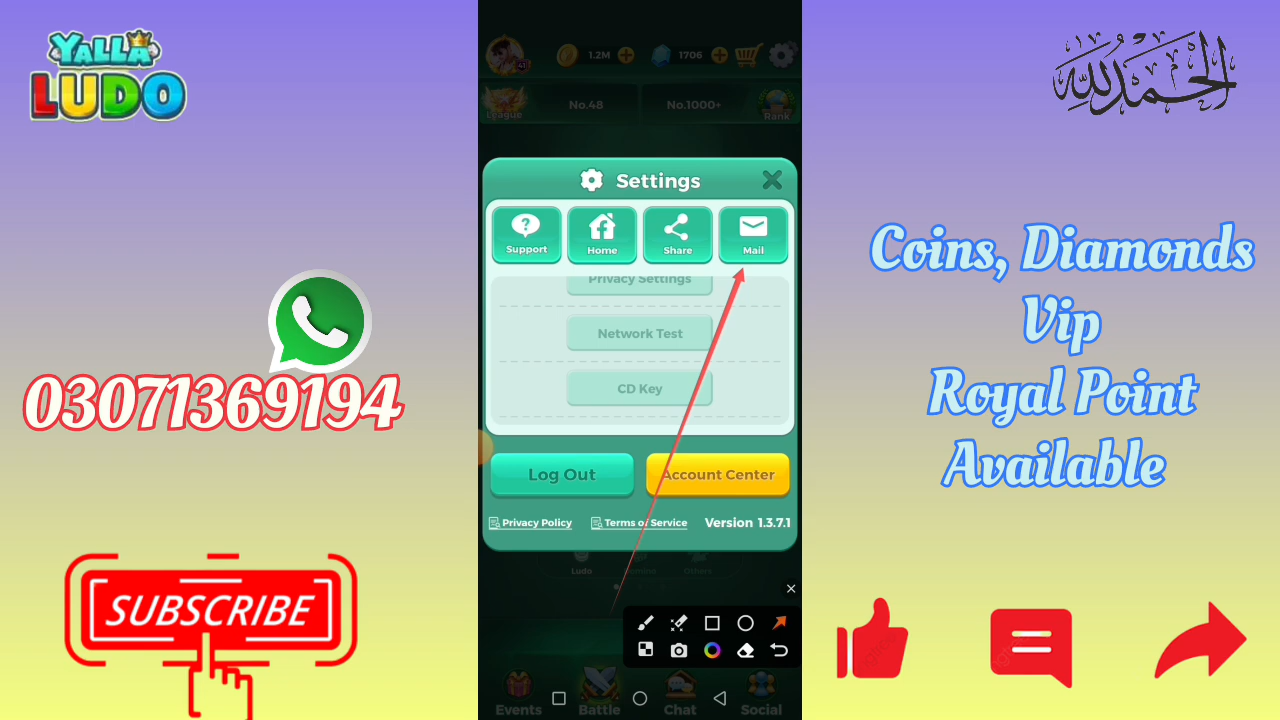 YALLA
LUDO
الحمد لله
1.2M
1706
League
No.48
No.1000+
Rank
Settings
Support
Home
Share
Mail
Privacy Settings
Network Test
CD Key
Log Out
Account Center
Privacy Policy
Terms of Service
Version 1.3.7.1
Ludo
Others
Events
Battle
Chat
Social
03071369194
SUBSCRIBE
Coins, Diamonds
Vip
Royal Point
Available